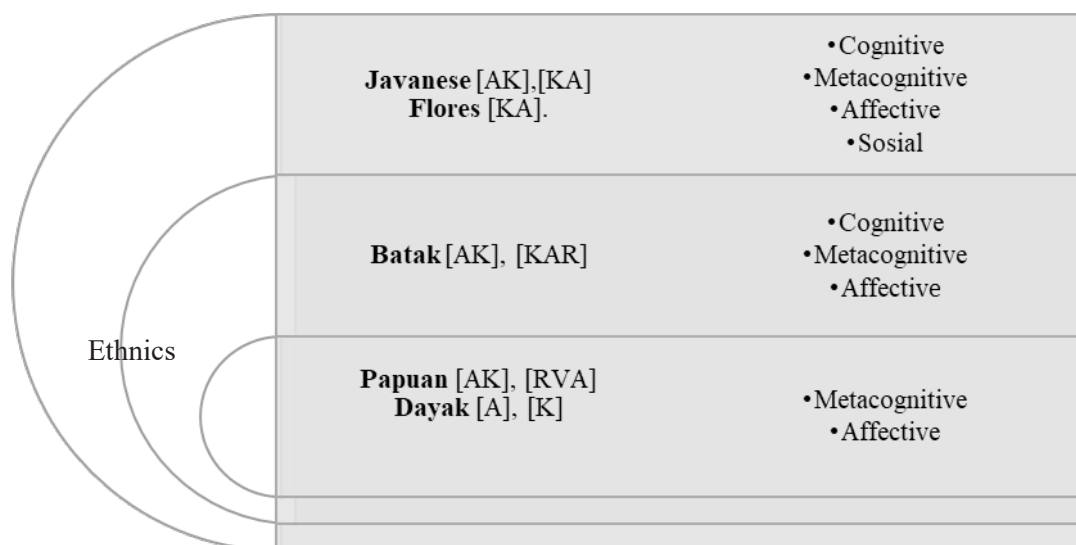 Ethnics
Javanese [AK],[KA]
Flores [KA].
•Cognitive
•Metacognitive
•Affective
•Sosial
Batak [AK], [KAR]
•Cognitive
•Metacognitive
•Affective
Papuan [AK], [RVA]
Dayak [A], [K]
•Metacognitive
•Affective